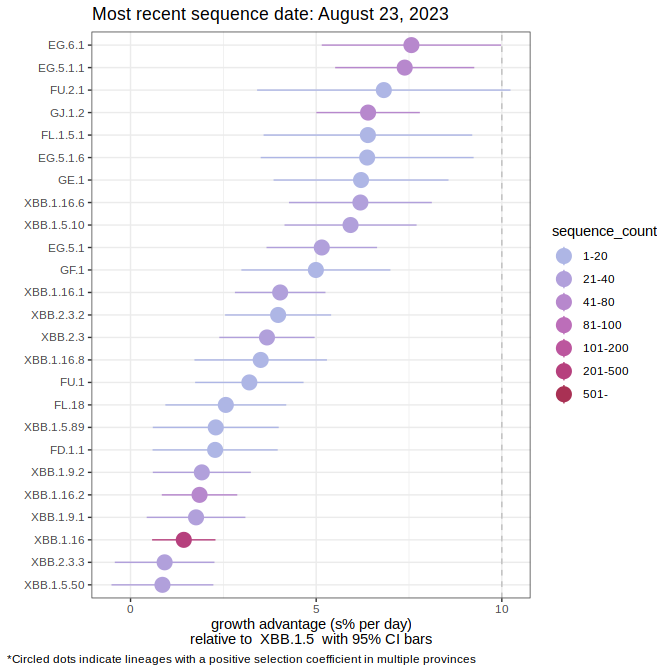 Most recent sequence date: August 23, 2023
EG.6.1
EG.5.1.1
FU.2.1
GJ.1.2
FL.1.5.1
EG.5.1.6
GE.1
XBB.1.16.6
XBB.1.5.10
EG.5.1
GF.1
XBB.1.16.1
XBB.2.3.2
XBB.2.3
XBB.1.16.8
FU.1
FL.18
XBB.1.5.89
FD.1.1
XBB.1.9.2
XBB.1.16.2
XBB.1.9.1
XBB.1.16
XBB.2.3.3
XBB.1.5.50
0 5 10
growth advantage (s% per day)
relative to XBB.1.5 with 95% CI bars
sequence_count
1-20
21-40
41-80
81-100
101-200
201-500
501-
*Circled dots indicate lineages with a positive selection coefficient in multiple provinces